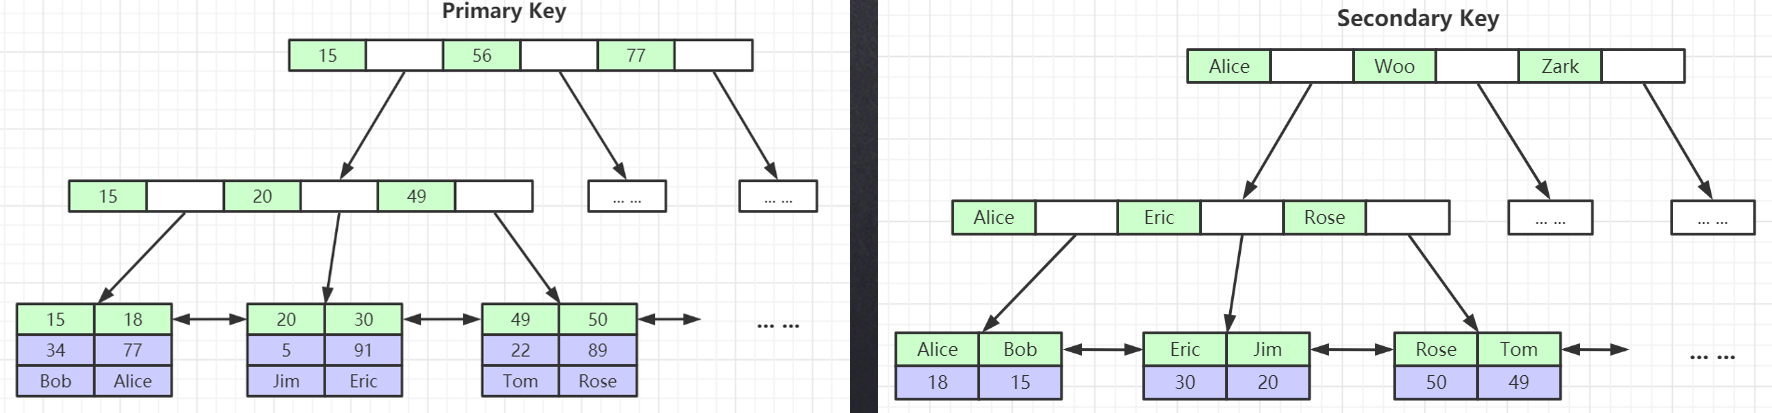 Primary Key
15 56 77
15 20 49
... ...
... ...
15 18
34 77
Bob Alice
20 30
5 91
Jim Eric
49 50
22 89
Tom Rose
... ...
Secondary Key
Alice Woo Zark
Alice Eric Rose
... ...
... ...
Alice Bob
18 15
Eric Jim
30 20
Rose Tom
50 49
... ...